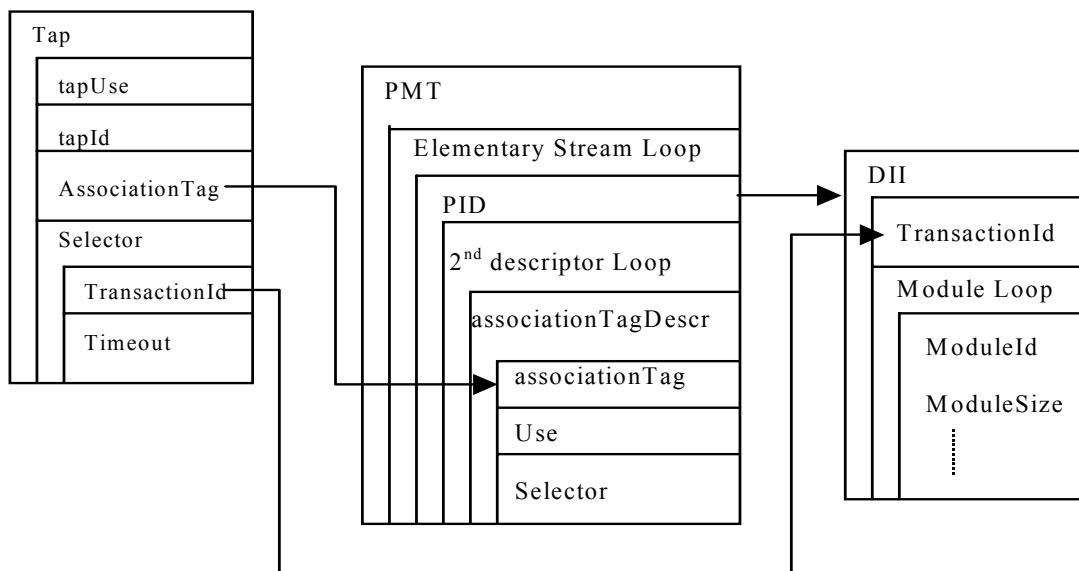 Tap
tapUse
tapId
AssociationTag
Selector
TransactionId
Timeout
PMT
Elementary Stream Loop
PID
2nd descriptor Loop
associationTagDescr
associationTag
Use
Selector
DII
TransactionId
Module Loop
ModuleId
ModuleSize